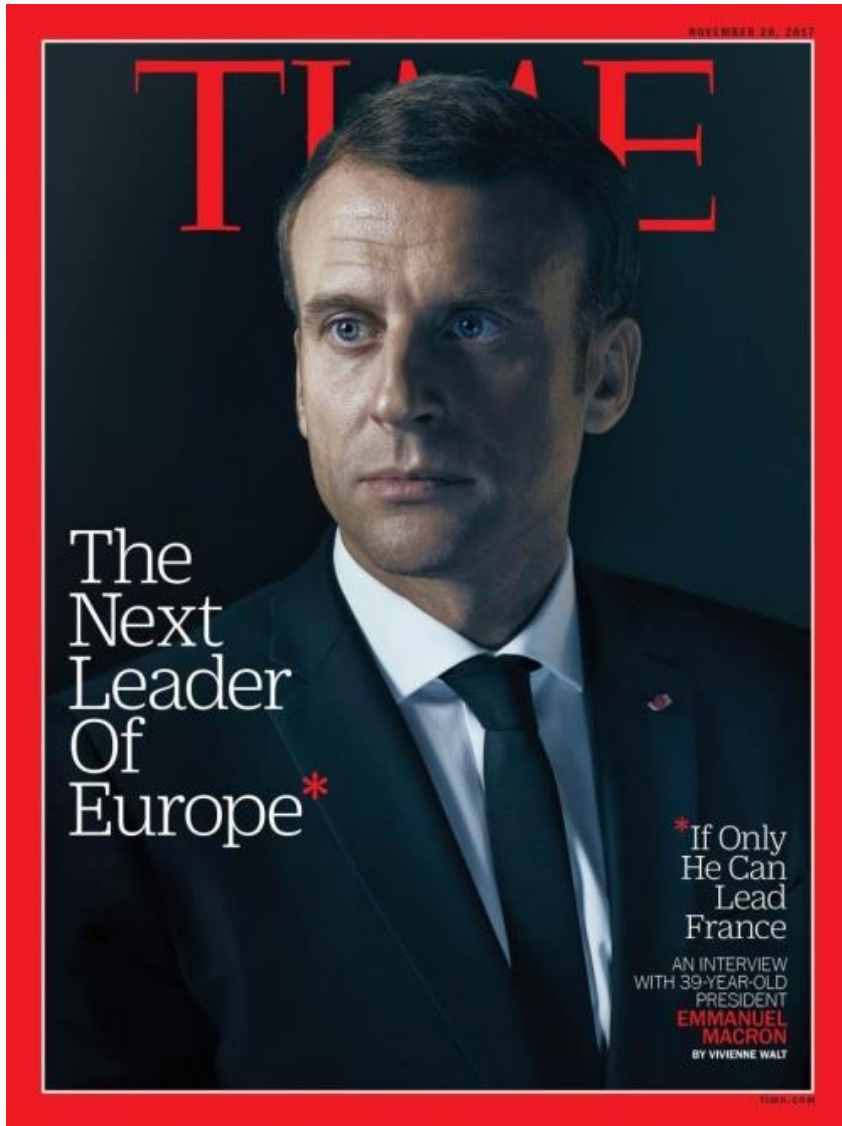 NOVEMBER 20, 2017
TIME
The
Next
Leader
Of
Europe*
*If Only
He Can
Lead
France
AN INTERVIEW
WITH 39-YEAR-OLD
PRESIDENT
EMMANUEL
MACRON
BY VIVIENNE WALT
time.com